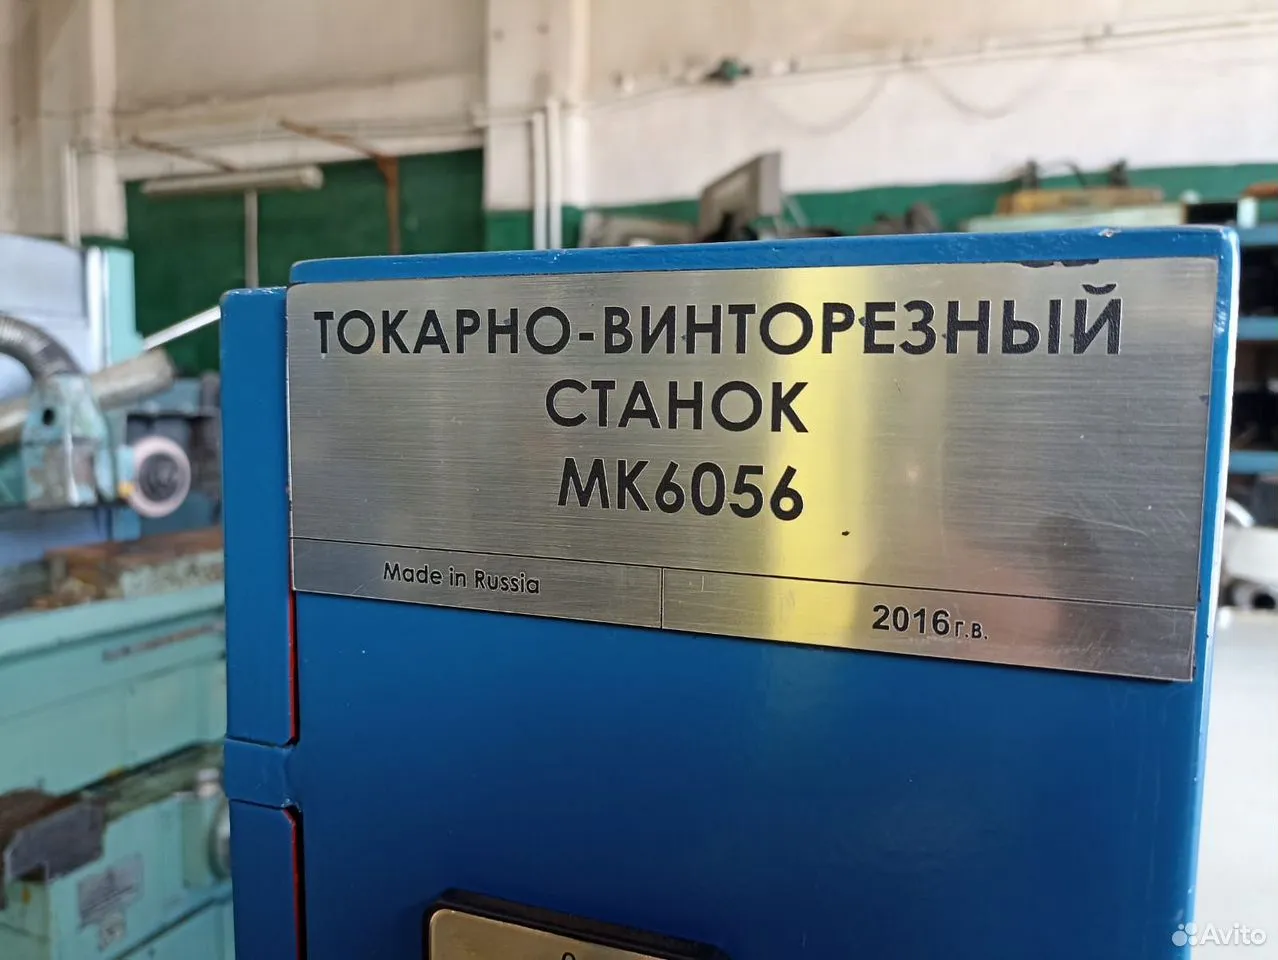 ТОКАРНО-ВИНТОРЕЗНЫЙ
СТАНОК
МК6056
Made in Russia
2016г.в.
Avito